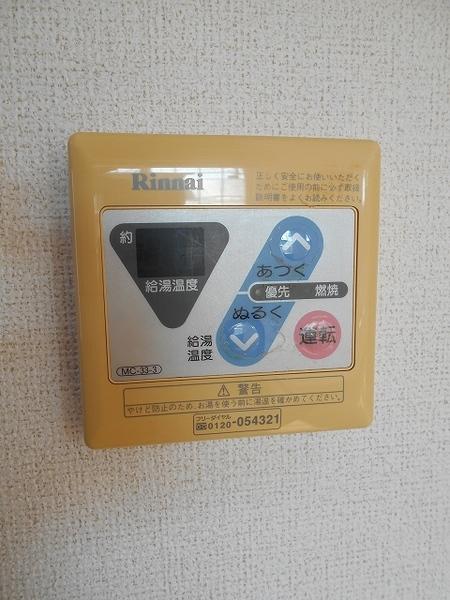 Rinnai
正しく安全にお使いいただく
ためにご使用の前に必ず取扱
説明書をよくお読みください。
約
給湯温度
あつく
優先 燃焼
ぬるく
給湯
温度
運転
MC-33-3
警告
やけど防止のため、お湯を使う前に湯温を確かめてください。
フリーダイヤル
0120-054321